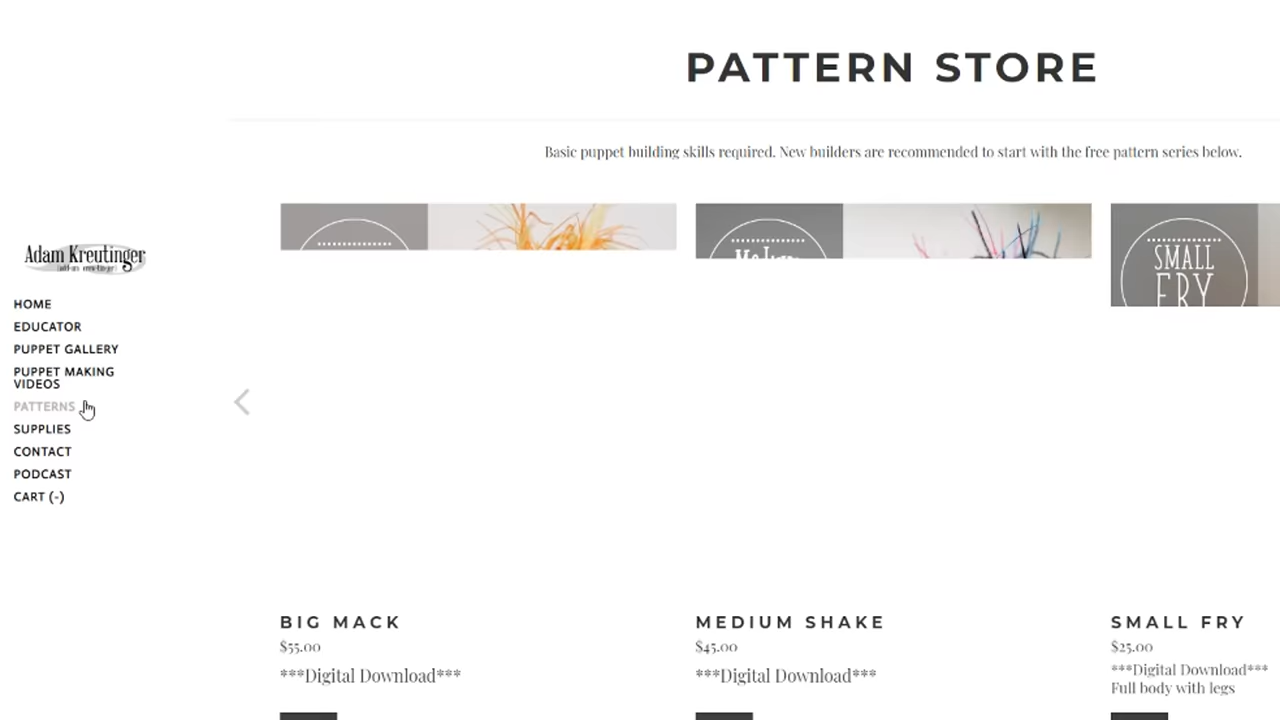 PATTERN STORE
Basic puppet building skills required. New builders are recommended to start with the free pattern series below.
Adam Kreutinger
HOME
EDUCATOR
PUPPET GALLERY
PUPPET MAKING
VIDEOS
PATTERNS
SUPPLIES
CONTACT
PODCAST
CART (-)
SMALL
FRY
BIG MACK
$55.00
***Digital Download***
MEDIUM SHAKE
$45.00
***Digital Download***
SMALL FRY
$25.00
***Digital Download***
Full body with legs